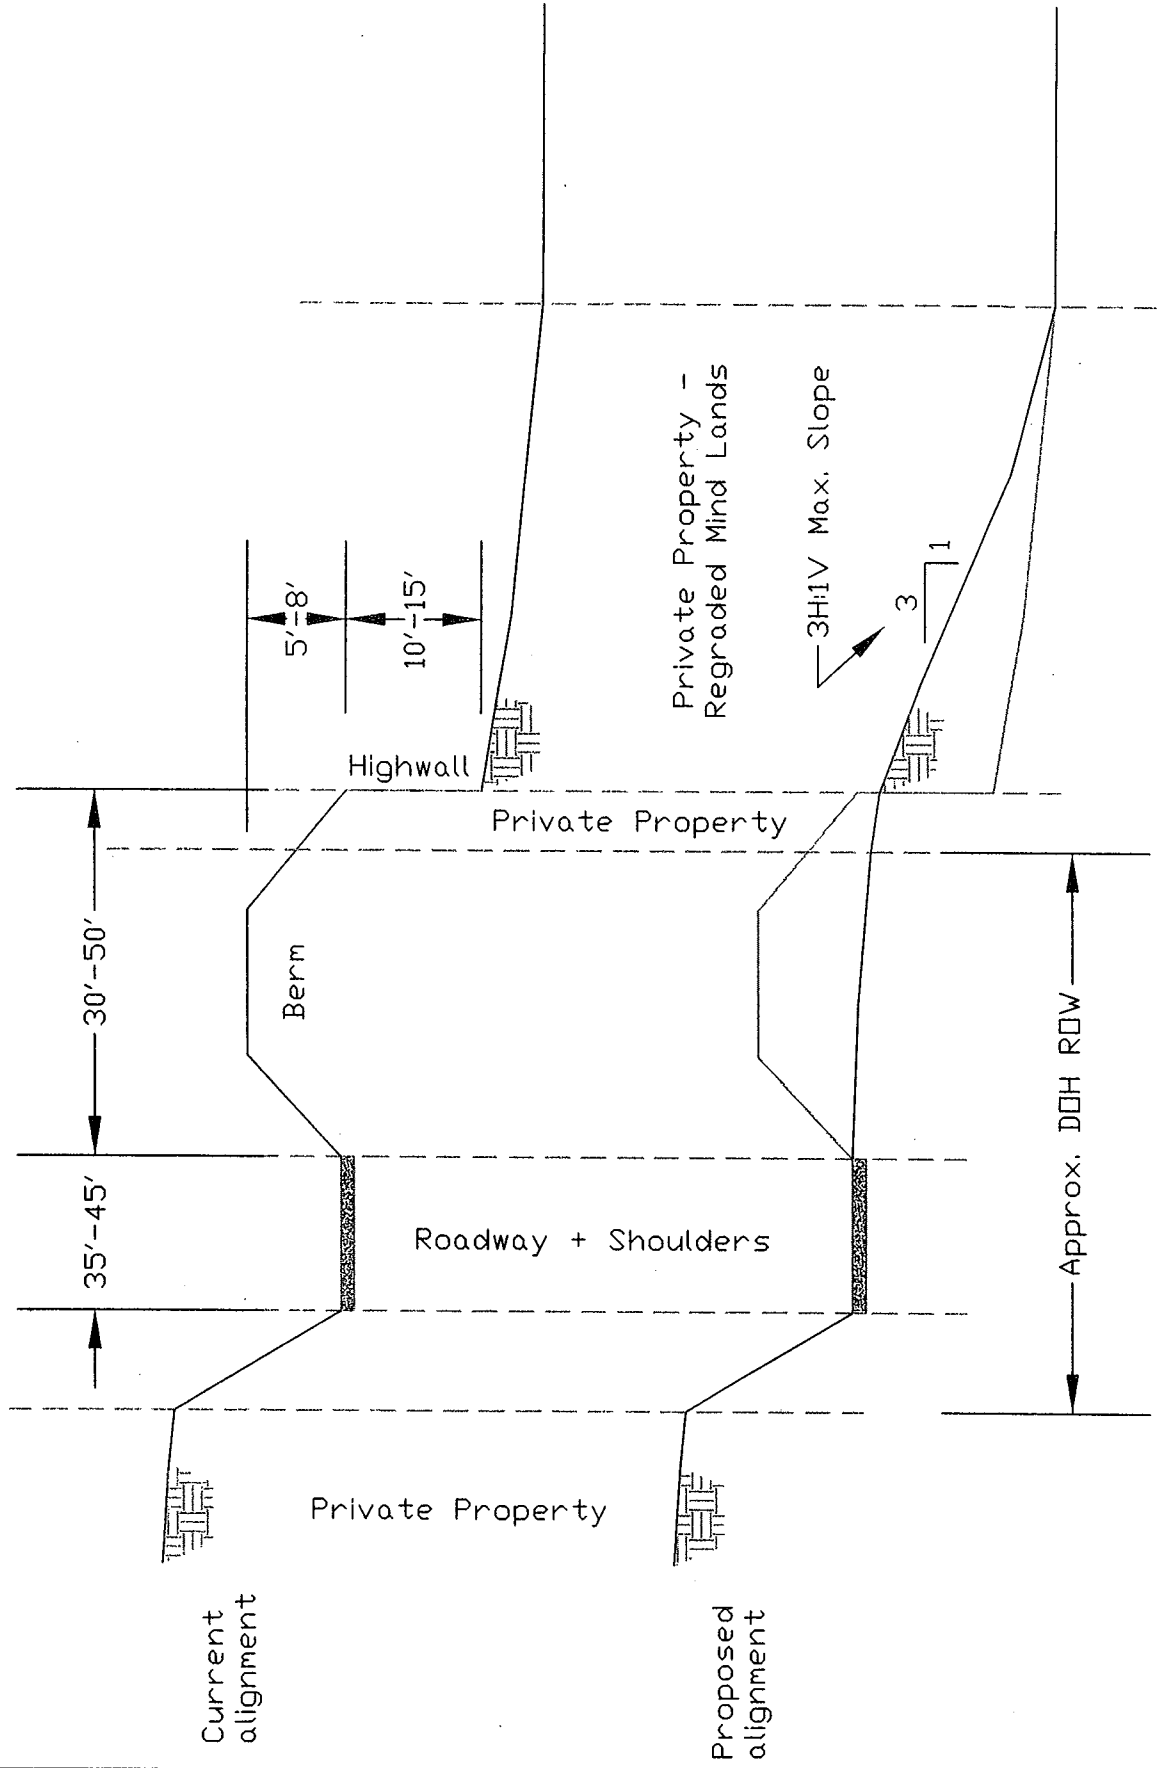 35'-45'
30'-50'
5'-8'
10'-15'
Current
alignment
Berm
Highwall
Private Property
Roadway + Shoulders
Private Property
Private Property -
Regraded Mind Lands
3H:1V Max. Slope
3
1
Proposed
alignment
Approx. DOH ROW